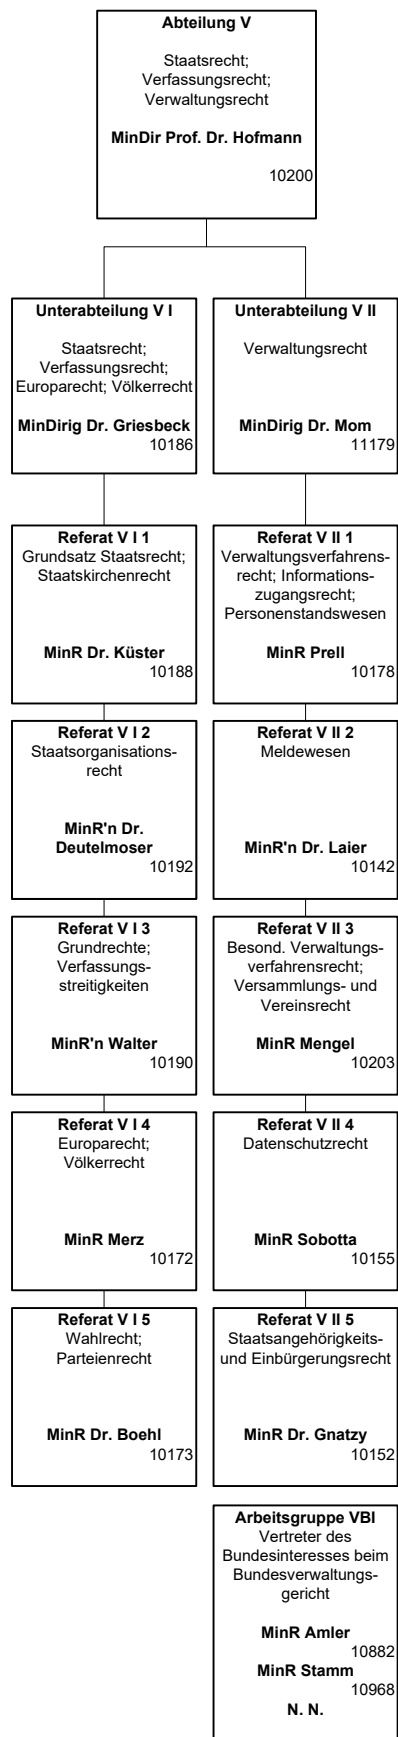 Abteilung V
Staatsrecht;
Verfassungsrecht;
Verwaltungsrecht
MinDir Prof. Dr. Hofmann
10200
Unterabteilung V I
Staatsrecht;
Verfassungsrecht;
Europarecht; Völkerrecht
MinDirig Dr. Griesbeck
10186
Referat V I 1
Grundsatz Staatsrecht;
Staatskirchenrecht
MinR Dr. Küster
10188
Referat V I 2
Staatsorganisations-
recht
MinR'n Dr.
Deutelmoser
10192
Referat V I 3
Grundrechte;
Verfassungs-
streitigkeiten
MinR'n Walter
10190
Referat V I 4
Europarecht;
Völkerrecht
MinR Merz
10172
Referat V I 5
Wahlrecht;
Parteienrecht
MinR Dr. Boehl
10173
Unterabteilung V II
Verwaltungsrecht
MinDirig Dr. Mom
11179
Referat V II 1
Verwaltungsverfahrens-
recht; Informations-
zugangsrecht;
Personenstandswesen
MinR Prell
10178
Referat V II 2
Meldewesen
MinR'n Dr. Laier
10142
Referat V II 3
Besond. Verwaltungs-
verfahrensrecht;
Versammlungs- und
Vereinsrecht
MinR Mengel
10203
Referat V II 4
Datenschutzrecht
MinR Sobotta
10155
Referat V II 5
Staatsangehörigkeits-
und Einbürgerungsrecht
MinR Dr. Gnatzy
10152
Arbeitsgruppe VBI
Vertreter des
Bundesinteresses beim
Bundesverwaltungs-
gericht
MinR Amler
10882
MinR Stamm
10968
N. N.